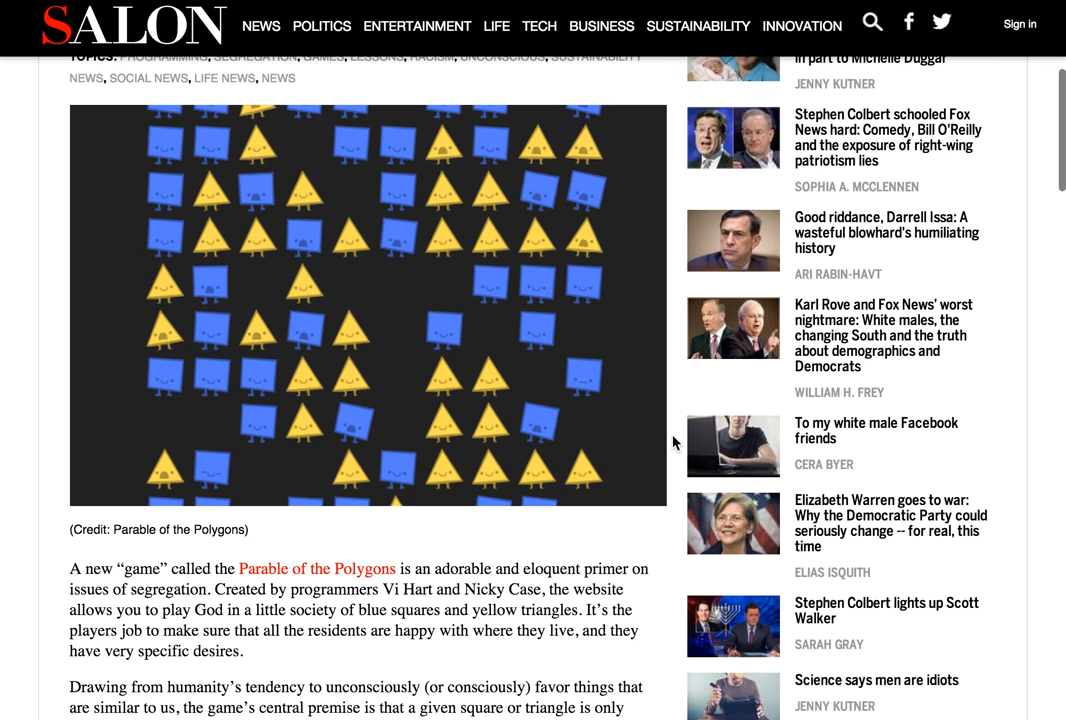 SALON
NEWS POLITICS ENTERTAINMENT LIFE TECH BUSINESS SUSTAINABILITY INNOVATION
Sign in
TOPICS: PROGRAMMING, SEGREGATION, GAMES, LESSONS, RACISM, UNCONSCIOUS, SUSTAINABILITY
NEWS, SOCIAL NEWS, LIFE NEWS, NEWS
(Credit: Parable of the Polygons)
A new “game” called the Parable of the Polygons is an adorable and eloquent primer on
issues of segregation. Created by programmers Vi Hart and Nicky Case, the website
allows you to play God in a little society of blue squares and yellow triangles. It’s the
players job to make sure that all the residents are happy with where they live, and they
have very specific desires.
Drawing from humanity’s tendency to unconsciously (or consciously) favor things that
are similar to us, the game’s central premise is that a given square or triangle is only
in part to Michelle Duggar
JENNY KUTNER
Stephen Colbert schooled Fox
News hard: Comedy, Bill O'Reilly
and the exposure of right-wing
patriotism lies
SOPHIA A. MCCLENNEN
Good riddance, Darrell Issa: A
wasteful blowhard's humiliating
history
ARI RABIN-HAVT
Karl Rove and Fox News’ worst
nightmare: White males, the
changing South and the truth
about demographics and
Democrats
WILLIAM H. FREY
To my white male Facebook
friends
CERA BYER
Elizabeth Warren goes to war:
Why the Democratic Party could
seriously change -- for real, this
time
ELIAS ISQUITH
Stephen Colbert lights up Scott
Walker
SARAH GRAY
Science says men are idiots
JENNY KUTNER